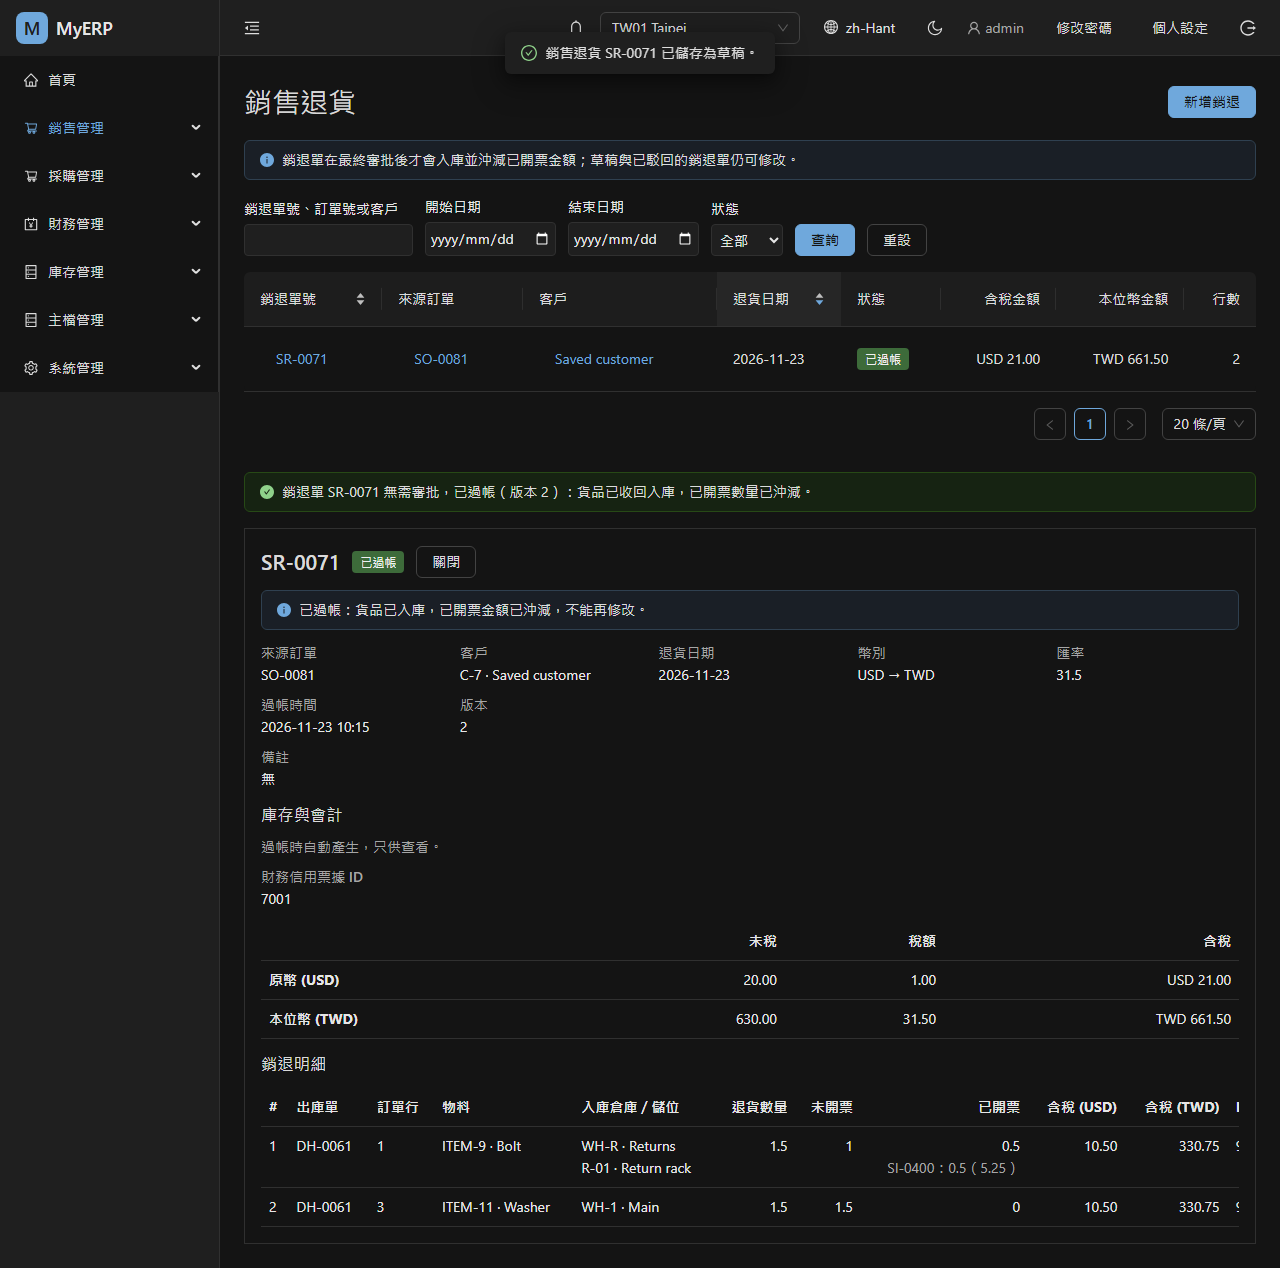 M MyERP
TW01 Taipei
zh-Hant
admin
修改密碼
個人設定
銷售退貨 SR-0071 已儲存為草稿。
首頁
銷售管理
採購管理
財務管理
庫存管理
主檔管理
系統管理
銷售退貨
新增銷退
銷退單在最終審批後才會入庫並沖減已開票金額；草稿與已駁回的銷退單仍可修改。
銷退單號、訂單號或客戶
開始日期
結束日期
狀態
yyyy/mm/dd
yyyy/mm/dd
全部
查詢
重設
銷退單號 來源訂單 客戶 退貨日期 狀態 含稅金額 本位幣金額 行數
SR-0071 SO-0081 Saved customer 2026-11-23 已過帳 USD 21.00 TWD 661.50 2
< 1 > 20 條/頁
銷退單 SR-0071 無需審批，已過帳（版本 2）：貨品已收回入庫，已開票數量已沖減。
SR-0071 已過帳 關閉
已過帳：貨品已入庫，已開票金額已沖減，不能再修改。
來源訂單 客戶 退貨日期 幣別 匯率
SO-0081 C-7 · Saved customer 2026-11-23 USD → TWD 31.5
過帳時間 版本
2026-11-23 10:15 2
備註
無
庫存與會計
過帳時自動產生，只供查看。
財務信用票據 ID
7001
未稅 稅額 含稅
原幣 (USD) 20.00 1.00 USD 21.00
本位幣 (TWD) 630.00 31.50 TWD 661.50
銷退明細
# 出庫單 訂單行 物料 入庫倉庫 / 儲位 退貨數量 未開票 已開票 含稅 (USD) 含稅 (TWD)
1 DH-0061 1 ITEM-9 · Bolt WH-R · Returns 1.5 1 0.5 10.50 330.75
R-01 · Return rack SI-0400：0.5（5.25）
2 DH-0061 3 ITEM-11 · Washer WH-1 · Main 1.5 1.5 0 10.50 330.75